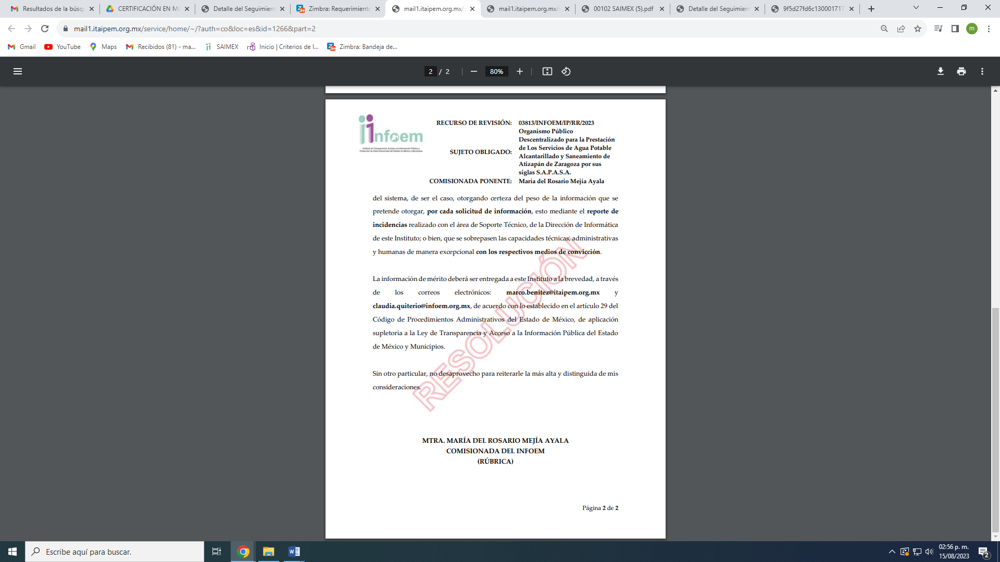 Resultados de la búsqu
CERTIFICACIÓN EN MA
Detalle del Seguimient
Zimbra: Requerimiento
mail1.itaipem.org.mx/s
mail1.itaipem.org.mx/s
00102 SAIMEX (5).pdf
Detalle del Seguimient
9f5d27fd6c130001717
mail1.itaipem.org.mx/service/home/~/?auth=co&loc=es&id=1266&part=2
m
Gmail
YouTube
Maps
Recibidos (81) - ma...
SAIMEX
Inicio | Criterios de I...
Zimbra: Bandeja de...
2 / 2
80%
infoem
Instituto de Transparencia, Acceso a la Información Pública y
Protección de Datos Personales del Estado de México y Municipios
RECURSO DE REVISIÓN: 03813/INFOEM/IP/RR/2023
SUJETO OBLIGADO: Organismo Público
Descentralizado para la Prestación
de Los Servicios de Agua Potable
Alcantarillado y Saneamiento de
Atizapán de Zaragoza por sus
siglas S.A.P.A.S.A.
COMISIONADA PONENTE: María del Rosario Mejía Ayala
del sistema, de ser el caso, otorgando certeza del peso de la información que se
pretende otorgar, por cada solicitud de información, esto mediante el reporte de
incidencias realizado con el área de Soporte Técnico, de la Dirección de Informática
de este Instituto; o bien, que se sobrepasen las capacidades técnicas, administrativas
y humanas de manera excepcional con los respectivos medios de convicción.
La información de mérito deberá ser entregada a este Instituto a la brevedad, a través
de los correos electrónicos: marco.benitez@itaipem.org.mx y
claudia.quiterio@infoem.org.mx, de acuerdo con lo establecido en el artículo 29 del
Código de Procedimientos Administrativos del Estado de México, de aplicación
supletoria a la Ley de Transparencia y Acceso a la Información Pública del Estado
de México y Municipios.
Sin otro particular, no desaprovecho para reiterarle la más alta y distinguida de mis
consideraciones.
RESOLUCIÓN
MTRA. MARÍA DEL ROSARIO MEJÍA AYALA
COMISIONADA DEL INFOEM
(RÚBRICA)
Página 2 de 2
Escribe aquí para buscar.
02:56 p. m.
15/08/2023
2